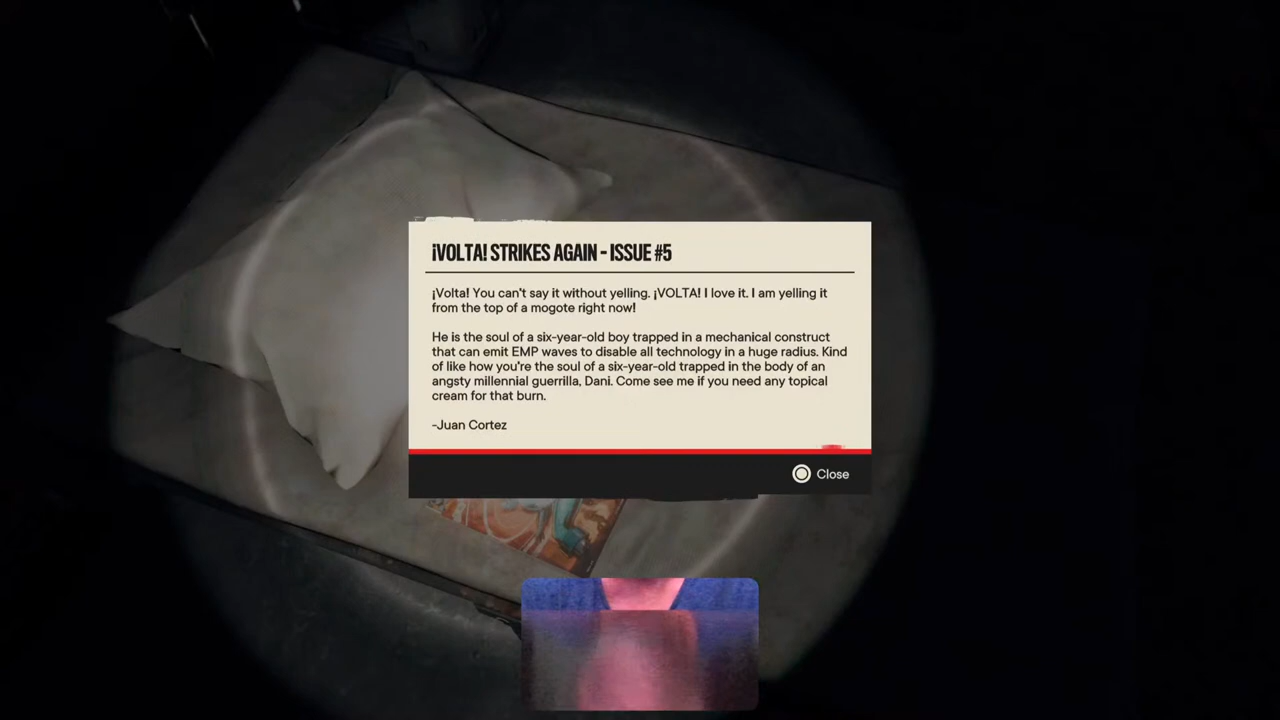 ¡VOLTA! STRIKES AGAIN - ISSUE #5
¡Volta! You can't say it without yelling. ¡VOLTA! I love it. I am yelling it
from the top of a mogote right now!
He is the soul of a six-year-old boy trapped in a mechanical construct
that can emit EMP waves to disable all technology in a huge radius. Kind
of like how you're the soul of a six-year-old trapped in the body of an
angsty millennial guerrilla, Dani. Come see me if you need any topical
cream for that burn.
-Juan Cortez
Close